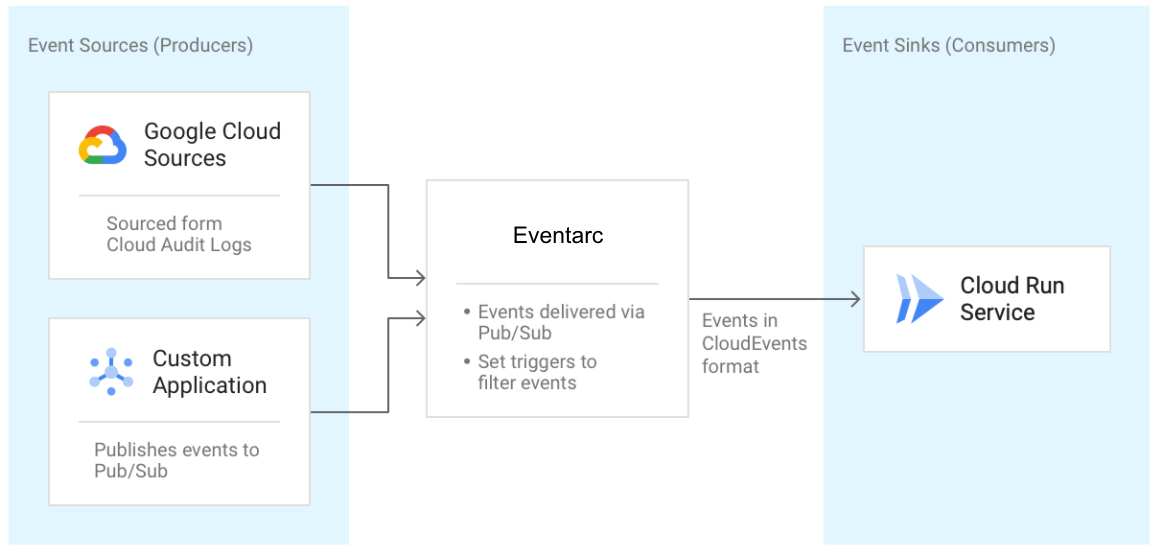 Event Sources (Producers)
Google Cloud
Sources
Sourced form
Cloud Audit Logs
Custom
Application
Publishes events to
Pub/Sub
Eventarc
• Events delivered via
Pub/Sub
• Set triggers to
filter events
Events in
CloudEvents
format
Event Sinks (Consumers)
Cloud Run
Service